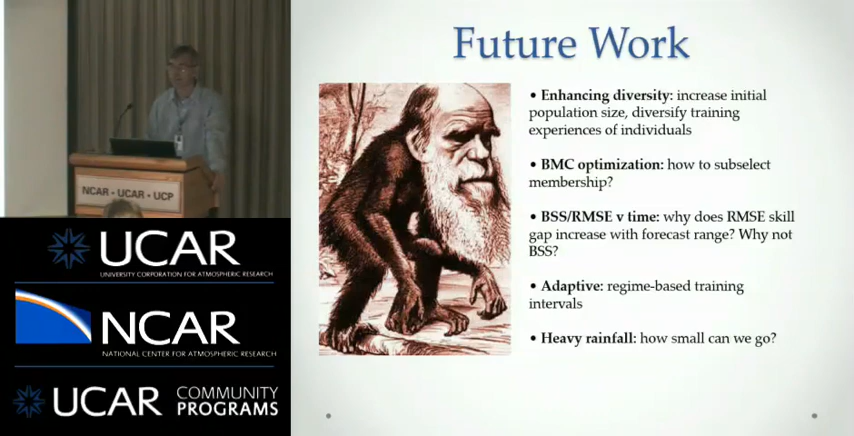 Future Work
• Enhancing diversity: increase initial
population size, diversify training
experiences of individuals
• BMC optimization: how to subselect
membership?
• BSS/RMSE v time: why does RMSE skill
gap increase with forecast range? Why not
BSS?
• Adaptive: regime-based training
intervals
• Heavy rainfall: how small can we go?
NCAR • UCAR • UCP
UCAR
UNIVERSITY CORPORATION FOR ATMOSPHERIC RESEARCH
NCAR
NATIONAL CENTER FOR ATMOSPHERIC RESEARCH
UCAR COMMUNITY
PROGRAMS